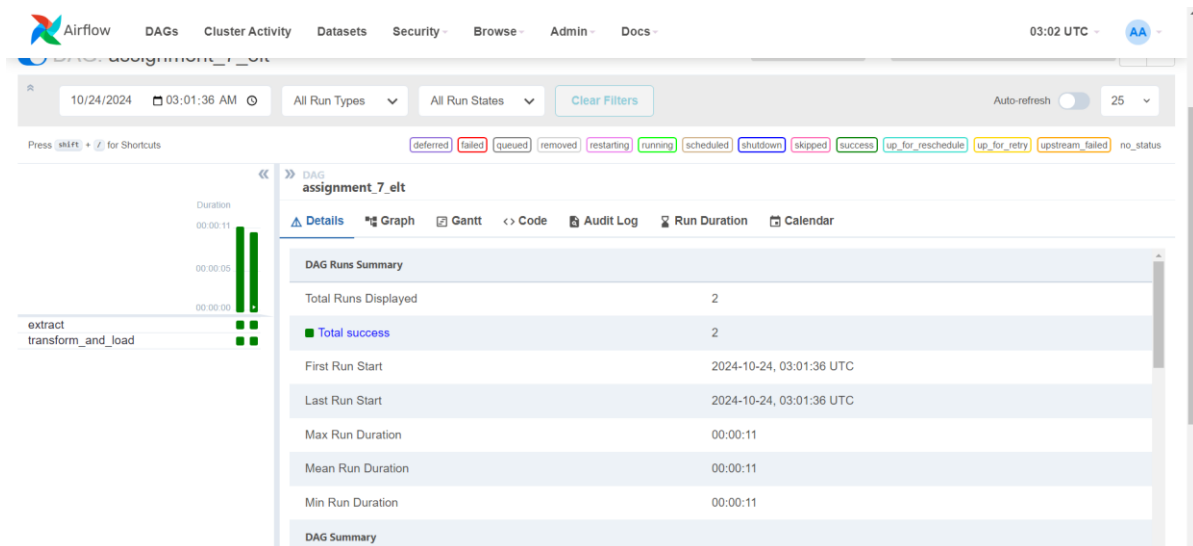 Airflow DAGs Cluster Activity Datasets Security Browse Admin Docs 03:02 UTC AA
DAG: assignment_7_elt
10/24/2024 03:01:36 AM All Run Types All Run States Clear Filters Auto-refresh 25
Press shift + / for Shortcuts deferred failed queued removed restarting running scheduled shutdown skipped success up_for_reschedule up_for_retry upstream_failed no_status
DAG
assignment_7_elt
Duration
00:00:11
00:00:05
00:00:00
extract
transform_and_load
Details Graph Gantt Code Audit Log Run Duration Calendar
DAG Runs Summary
Total Runs Displayed 2
Total success 2
First Run Start 2024-10-24, 03:01:36 UTC
Last Run Start 2024-10-24, 03:01:36 UTC
Max Run Duration 00:00:11
Mean Run Duration 00:00:11
Min Run Duration 00:00:11
DAG Summary